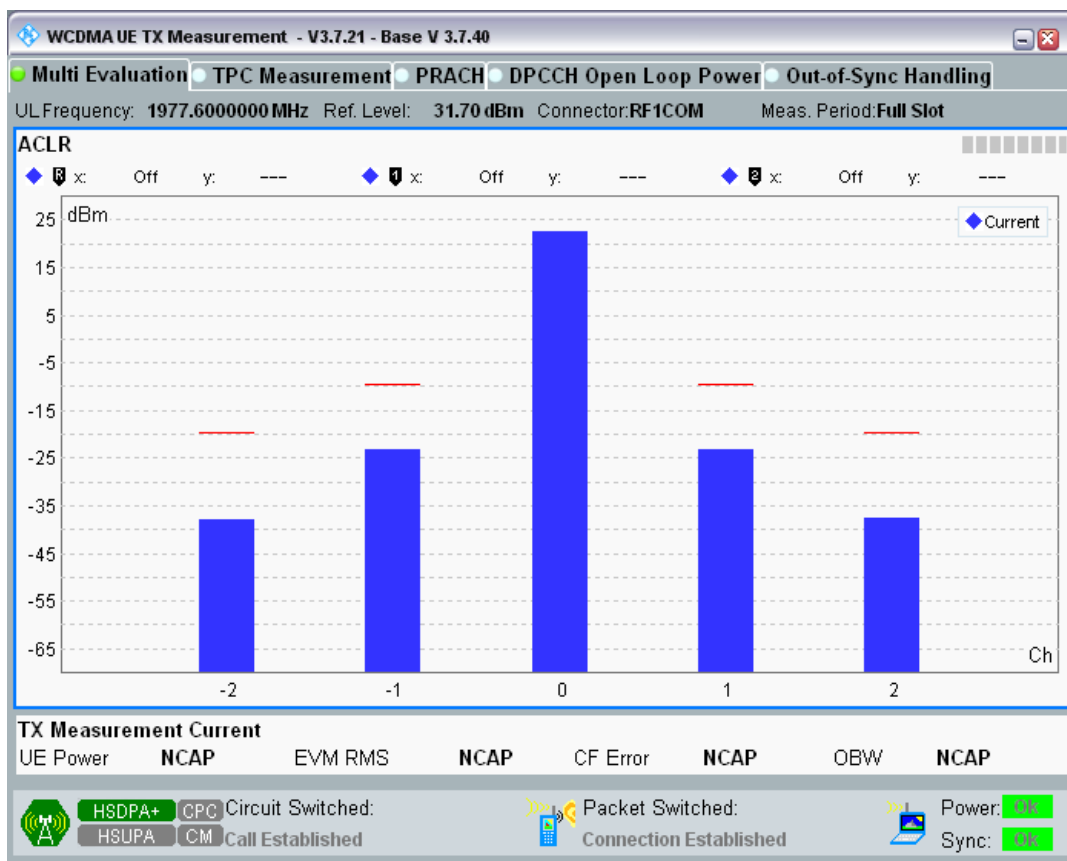 WCDMA UE TX Measurement - V3.7.21 - Base V 3.7.40
Multi Evaluation TPC Measurement PRACH DPCCH Open Loop Power Out-of-Sync Handling
UL Frequency: 1977.6000000 MHz Ref. Level: 31.70 dBm Connector:RF1COM Meas. Period:Full Slot
ACLR
R x: Off y: --- 1 x: Off y: --- 2 x: Off y: ---
dBm
Current
25
15
5
-5
-15
-25
-35
-45
-55
-65
Ch
-2 -1 0 1 2
TX Measurement Current
UE Power NCAP EVM RMS NCAP CF Error NCAP OBW NCAP
HSDPA+ CPC Circuit Switched: Packet Switched: Power: Ok
HSUPA CM Call Established Connection Established Sync: Ok